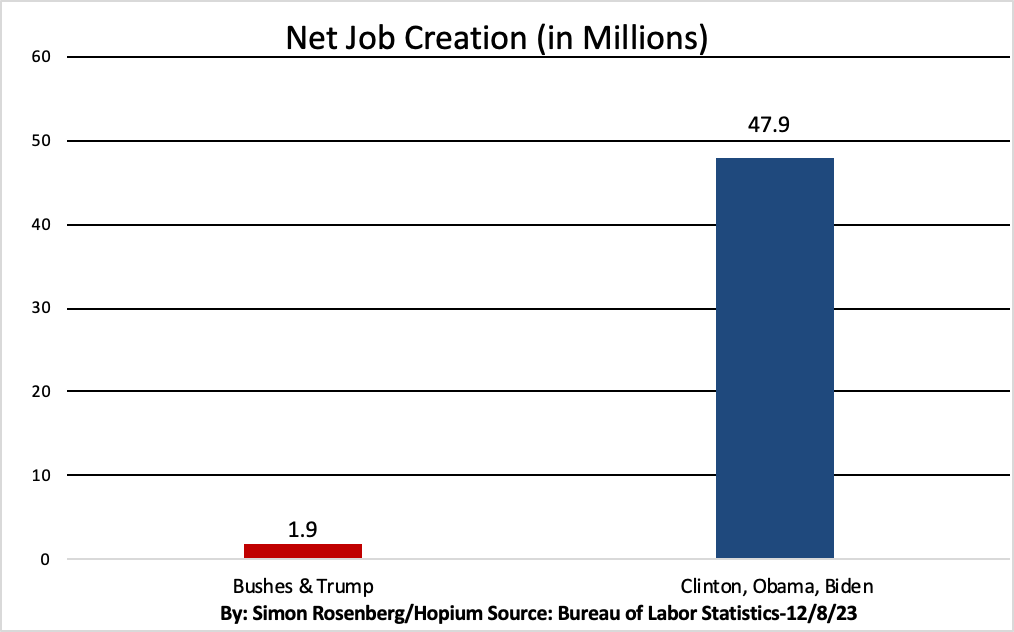 Net Job Creation (in Millions)
60
50
40
30
20
10
0
47.9
1.9
Bushes & Trump
Clinton, Obama, Biden
By: Simon Rosenberg/Hopium Source: Bureau of Labor Statistics-12/8/23